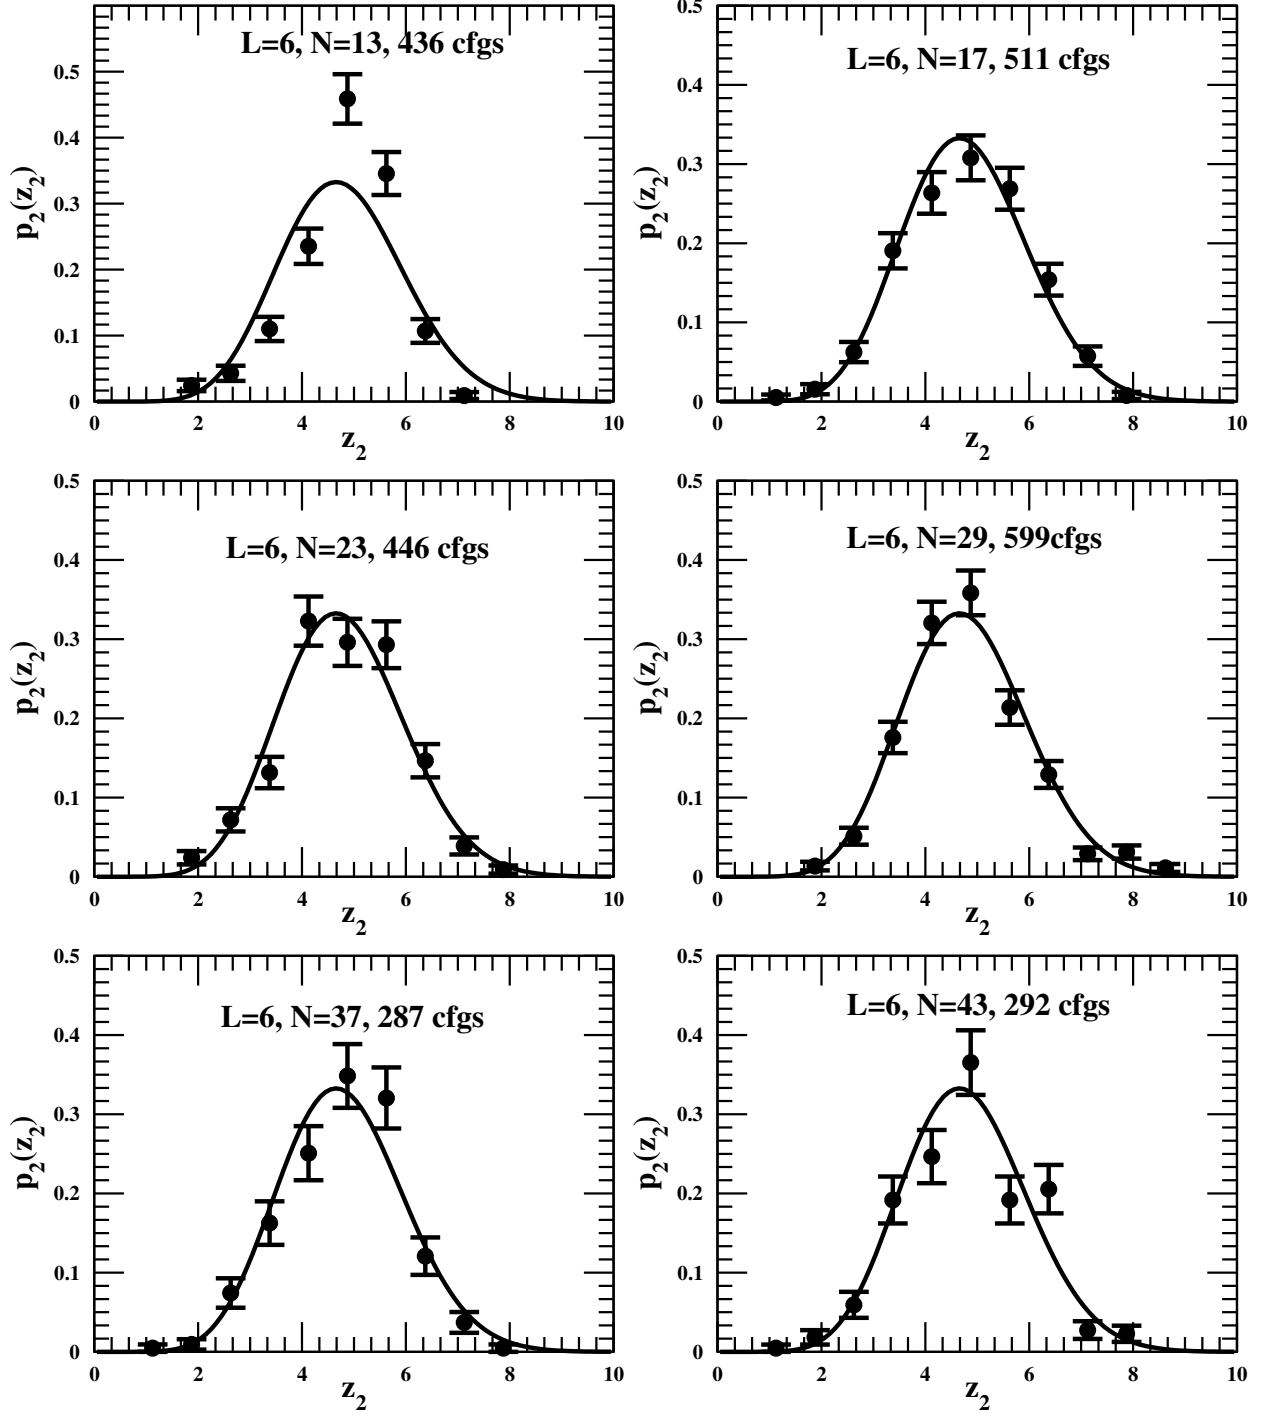 L=6, N=13, 436 cfgs
0.5
0.4
0.3
0.2
0.1
0
p2(z2)
0 2 4 6 8 10
z2
L=6, N=17, 511 cfgs
0.5
0.4
0.3
0.2
0.1
0
p2(z2)
0 2 4 6 8 10
z2
L=6, N=23, 446 cfgs
0.5
0.4
0.3
0.2
0.1
0
p2(z2)
0 2 4 6 8 10
z2
L=6, N=29, 599cfgs
0.5
0.4
0.3
0.2
0.1
0
p2(z2)
0 2 4 6 8 10
z2
L=6, N=37, 287 cfgs
0.5
0.4
0.3
0.2
0.1
0
p2(z2)
0 2 4 6 8 10
z2
L=6, N=43, 292 cfgs
0.5
0.4
0.3
0.2
0.1
0
p2(z2)
0 2 4 6 8 10
z2